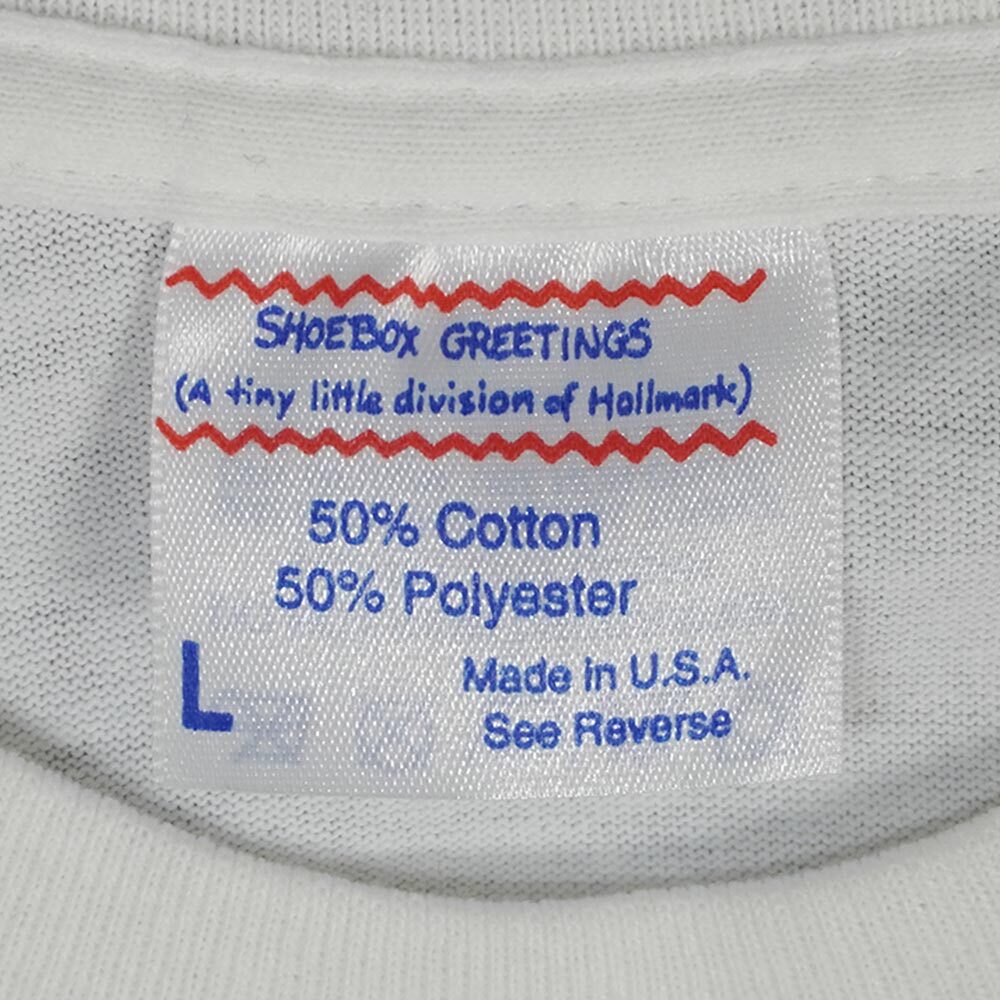 SHOEBOX GREETINGS
(A tiny little division of Hallmark)
50% Cotton
50% Polyester
L
Made in U.S.A.
See Reverse